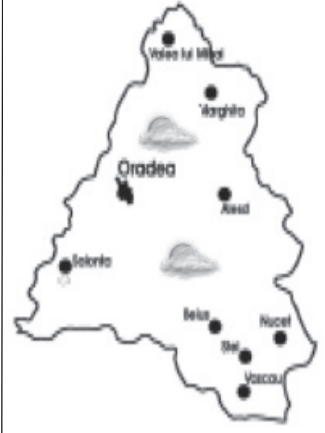 Valea lui Mihai
Marghita
Oradea
Alesd
Salonta
Beius
Nucet
Stei
Vascau